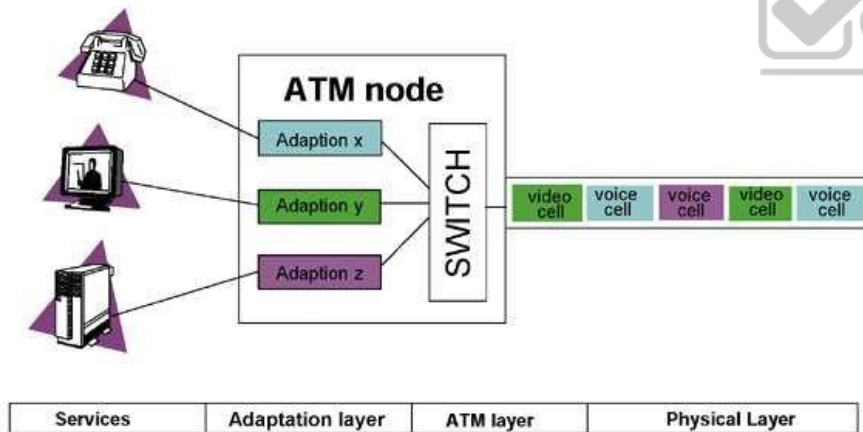 ATM node
Adaption x
Adaption y
Adaption z
SWITCH
video cell
voice cell
voice cell
video cell
voice cell
Services
Adaptation layer
ATM layer
Physical Layer